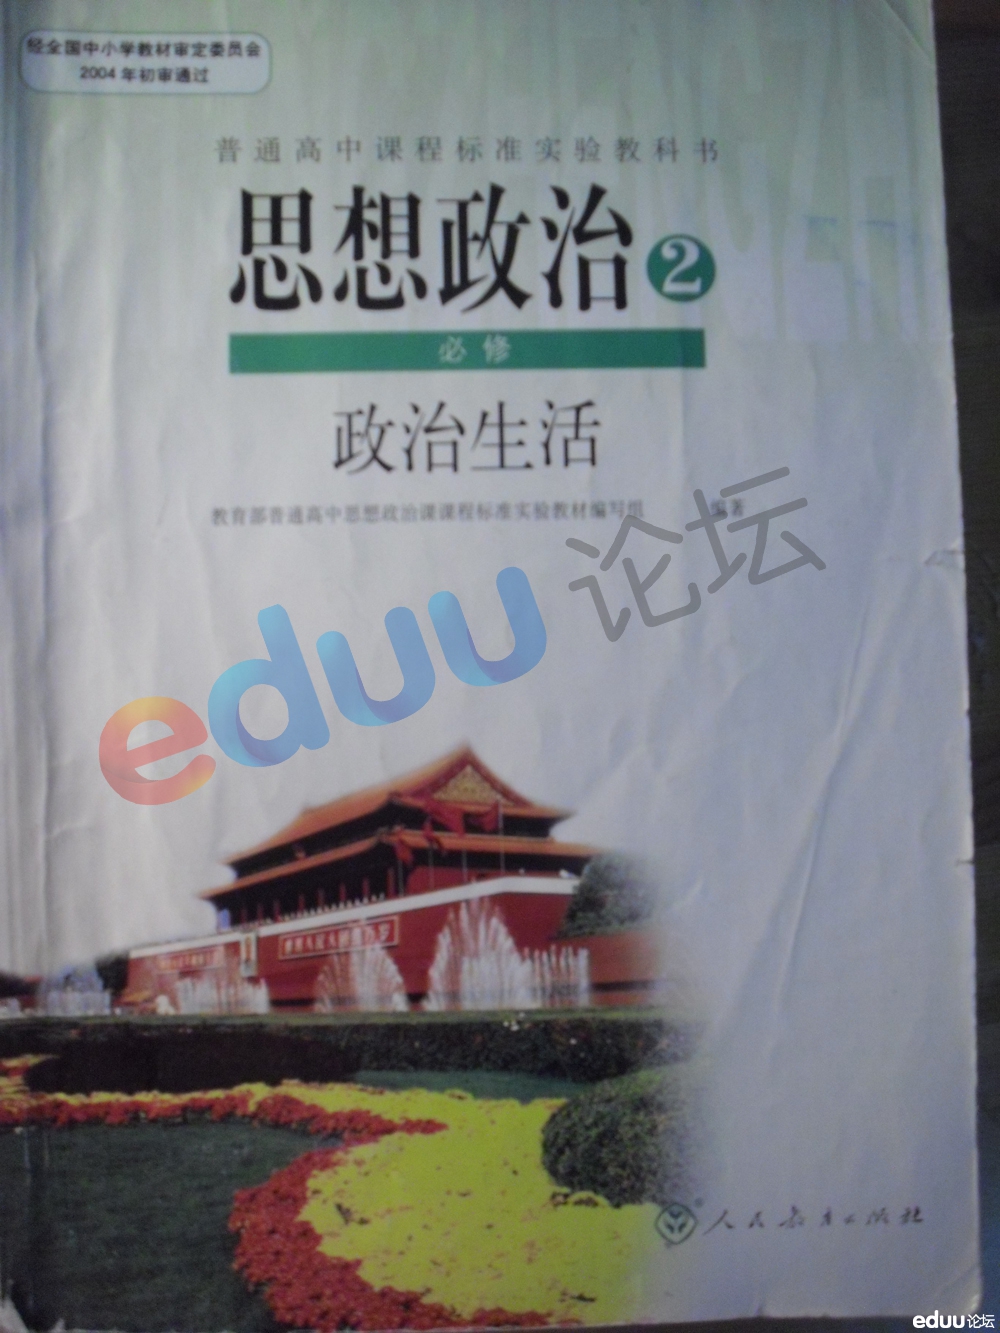 经全国中小学教材审定委员会
2004年初审通过
普通高中课程标准实验教科书
思想政治2
必修
政治生活
教育部普通高中思想政治课课程标准实验教材编写组 编著
eduu论坛
人民教育出版社
eduu论坛